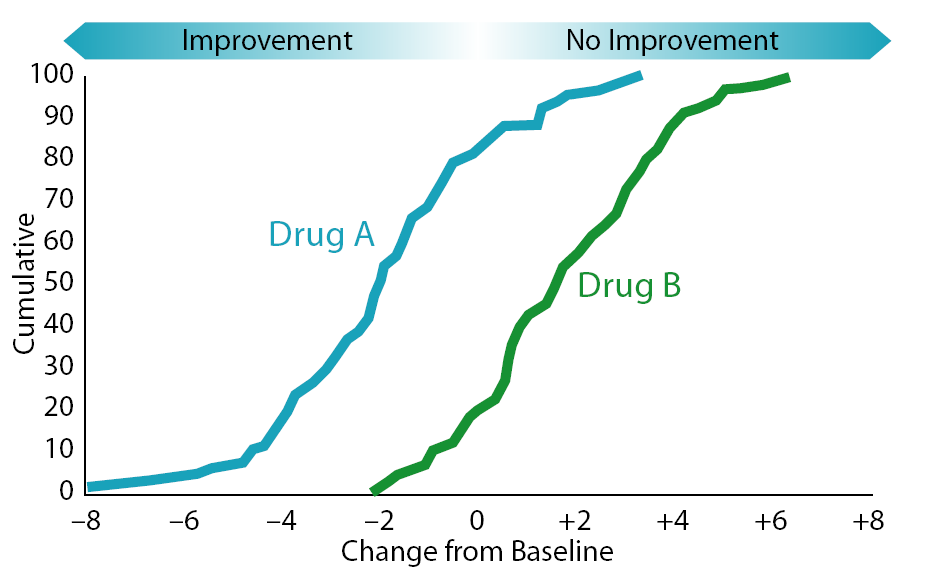 Improvement No Improvement
100
90
80
70
60
50
40
30
20
10
0
Cumulative
Drug A
Drug B
–8 –6 –4 –2 0 +2 +4 +6 +8
Change from Baseline